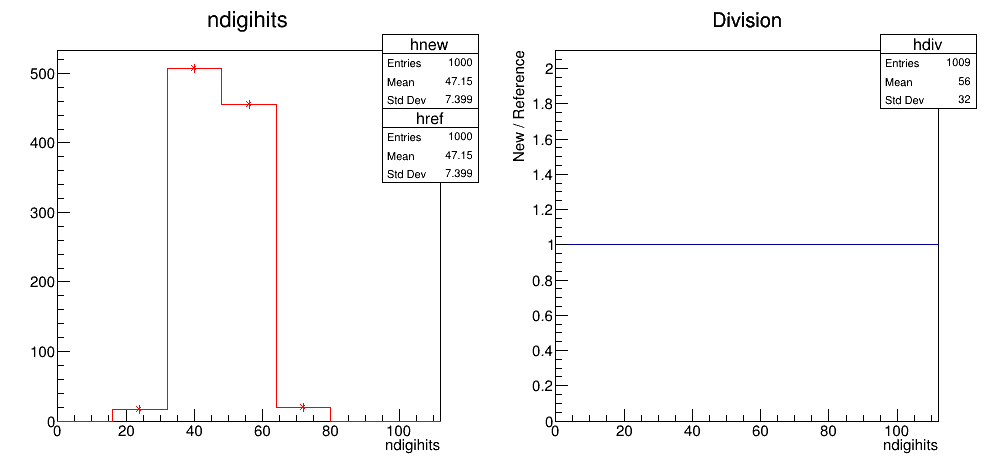 ndigihits
hnew
Entries 1000
Mean 47.15
Std Dev 7.399
href
Entries 1000
Mean 47.15
Std Dev 7.399
500
400
300
200
100
0
0 20 40 60 80 100
ndigihits
Division
hdiv
Entries 1009
Mean 56
Std Dev 32
New / Reference
2
1.8
1.6
1.4
1.2
1
0.8
0.6
0.4
0.2
0
0 20 40 60 80 100
ndigihits